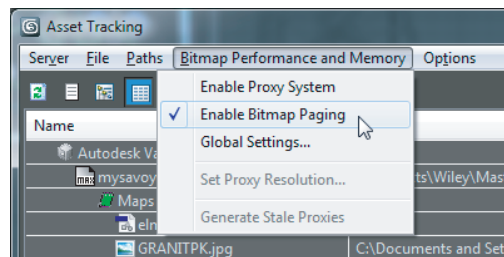 Asset Tracking
Server File Paths Bitmap Performance and Memory Options
Enable Proxy System
Enable Bitmap Paging
Name
Global Settings...
Autodesk Va
mysavoy
Set Proxy Resolution...
ts\Wiley\Mas
Maps
Generate Stale Proxies
GRANITPK.jpg C:\Documents and Set